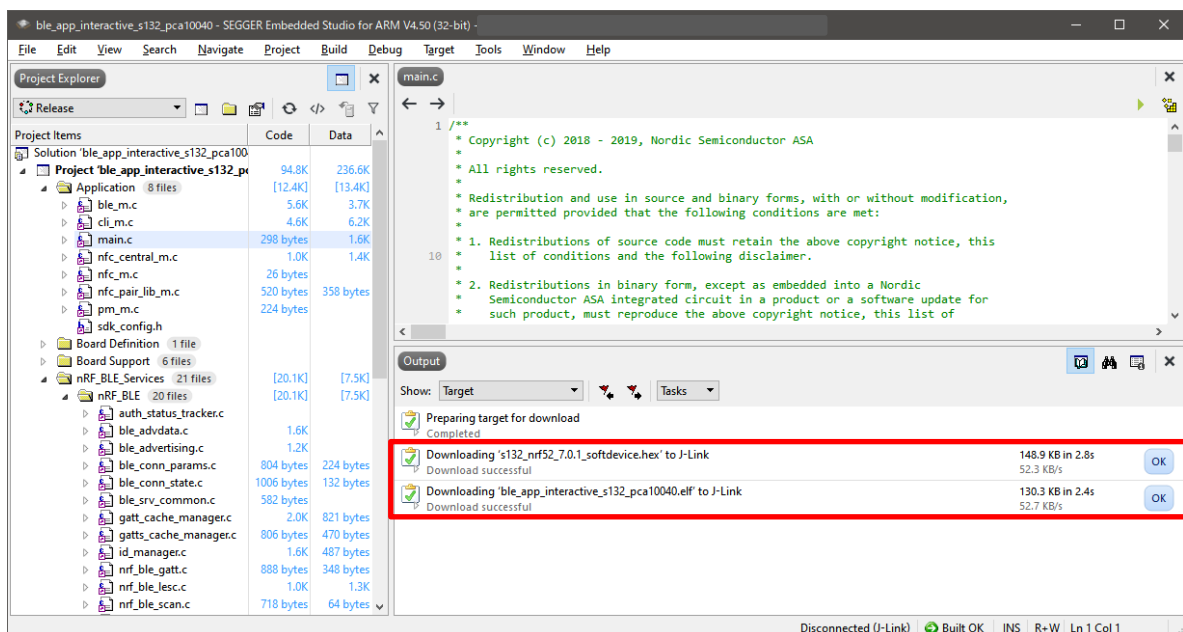 ble_app_interactive_s132_pca10040 - SEGGER Embedded Studio for ARM V4.50 (32-bit) -
File Edit View Search Navigate Project Build Debug Target Tools Window Help
Project Explorer
Release
Project Items Code Data
Solution 'ble_app_interactive_s132_pca100
Project 'ble_app_interactive_s132_p 94.8K 236.6K
Application 8 files [12.4K] [13.4K]
ble_m.c 5.6K 3.7K
cli_m.c 4.6K 6.2K
main.c 298 bytes 1.6K
nfc_central_m.c 1.0K 1.4K
nfc_m.c 26 bytes
nfc_pair_lib_m.c 520 bytes 358 bytes
pm_m.c 224 bytes
sdk_config.h
Board Definition 1 file
Board Support 6 files
nRF_BLE_Services 21 files [20.1K] [7.5K]
nRF_BLE 20 files [20.1K] [7.5K]
auth_status_tracker.c
ble_advdata.c 1.6K
ble_advertising.c 1.2K
ble_conn_params.c 804 bytes 224 bytes
ble_conn_state.c 1006 bytes 132 bytes
ble_srv_common.c 582 bytes
gatt_cache_manager.c 2.0K 821 bytes
gatts_cache_manager.c 806 bytes 470 bytes
id_manager.c 1.6K 487 bytes
nrf_ble_gatt.c 888 bytes 348 bytes
nrf_ble_lesc.c 1.0K 1.3K
nrf_ble_scan.c 718 bytes 64 bytes
main.c
1 /**
* Copyright (c) 2018 - 2019, Nordic Semiconductor ASA
*
* All rights reserved.
*
* Redistribution and use in source and binary forms, with or without modification,
* are permitted provided that the following conditions are met:
*
* 1. Redistributions of source code must retain the above copyright notice, this
10 * list of conditions and the following disclaimer.
*
* 2. Redistributions in binary form, except as embedded into a Nordic
* Semiconductor ASA integrated circuit in a product or a software update for
* such product, must reproduce the above copyright notice, this list of
Output
Show: Target Tasks
Preparing target for download
Completed
Downloading 's132_nrf52_7.0.1_softdevice.hex' to J-Link 148.9 KB in 2.8s
Download successful 52.3 KB/s OK
Downloading 'ble_app_interactive_s132_pca10040.elf' to J-Link 130.3 KB in 2.4s
Download successful 52.7 KB/s OK
Disconnected (J-Link) Built OK INS R+W Ln 1 Col 1